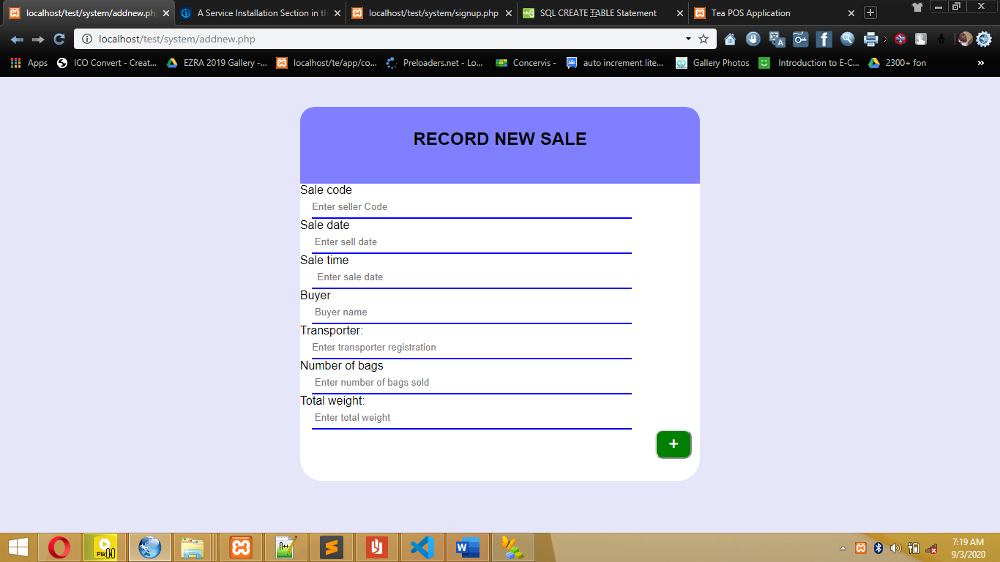 localhost/test/system/addnew.ph
A Service Installation Section in th
localhost/test/system/signup.php
SQL CREATE TABLE Statement
Tea POS Application
localhost/test/system/addnew.php
Apps
ICO Convert - Creat...
EZRA 2019 Gallery -...
localhost/te/app/co...
Preloaders.net - Lo...
Concervis -
auto increment lite...
Gallery Photos
Introduction to E-C...
2300+ fon
RECORD NEW SALE
Sale code
Enter seller Code
Sale date
Enter sell date
Sale time
Enter sale date
Buyer
Buyer name
Transporter:
Enter transporter registration
Number of bags
Enter number of bags sold
Total weight:
Enter total weight
+
7:19 AM
9/3/2020